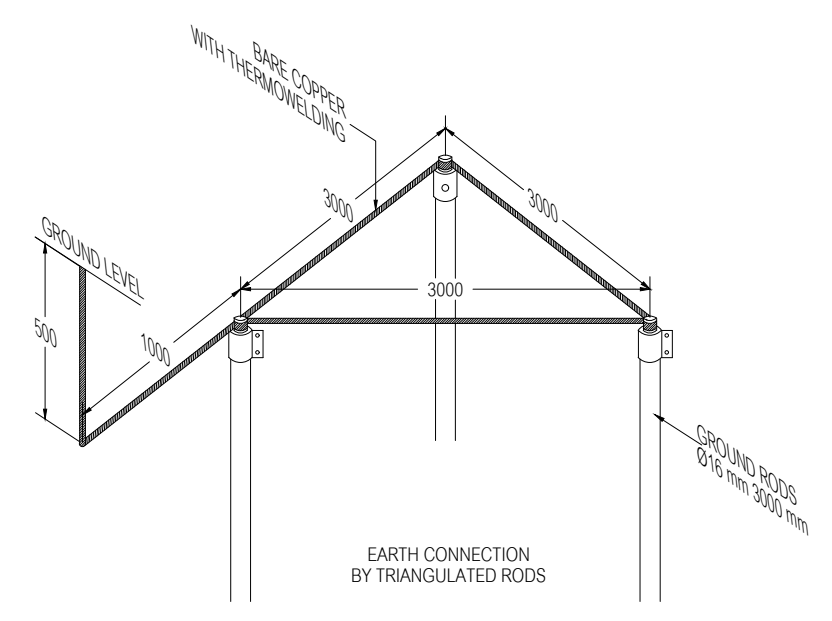 BARE COPPER
WITH THERMOWELDING
3000
3000
GROUND LEVEL
3000
500
1000
GROUND RODS
Ø16 mm 3000 mm
EARTH CONNECTION
BY TRIANGULATED RODS